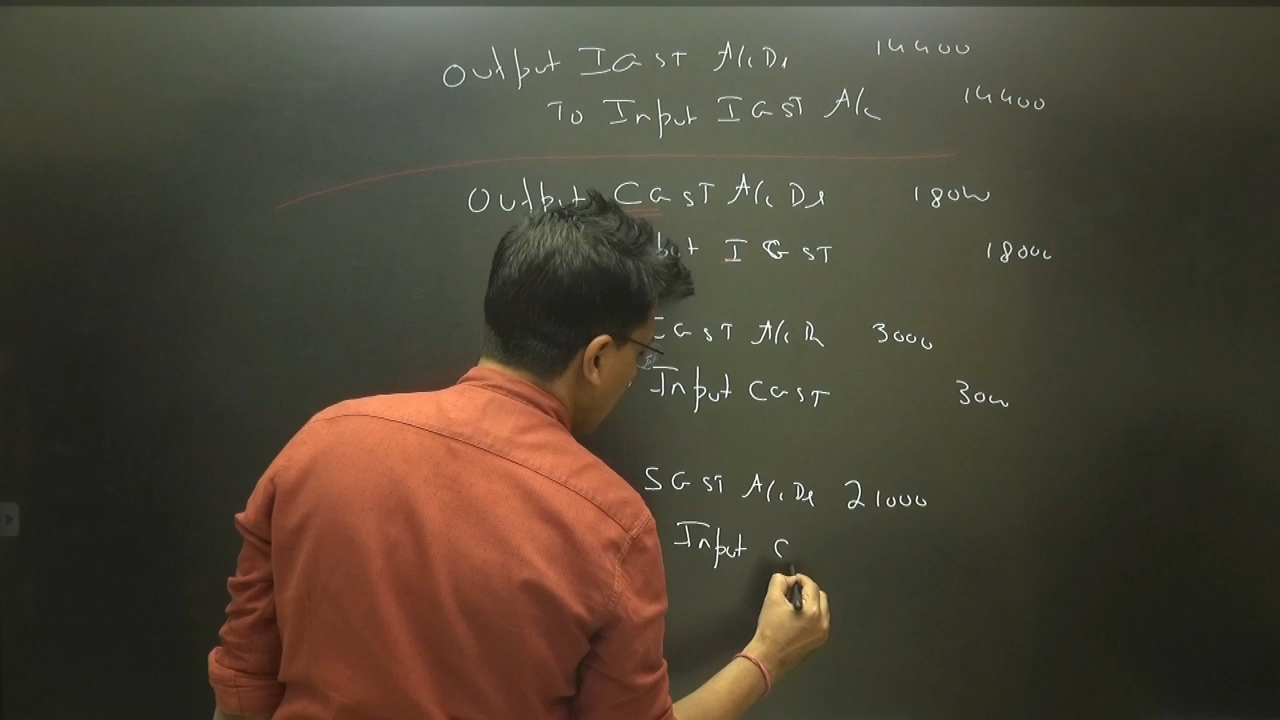 Output IGST A/c Dr 14400
To Input IGST A/c 14400
Output CGST A/c Dr 18000
IGST 18000
CGST A/c Dr 3000
Input CGST 3000
SGST A/c Dr 21000
Input